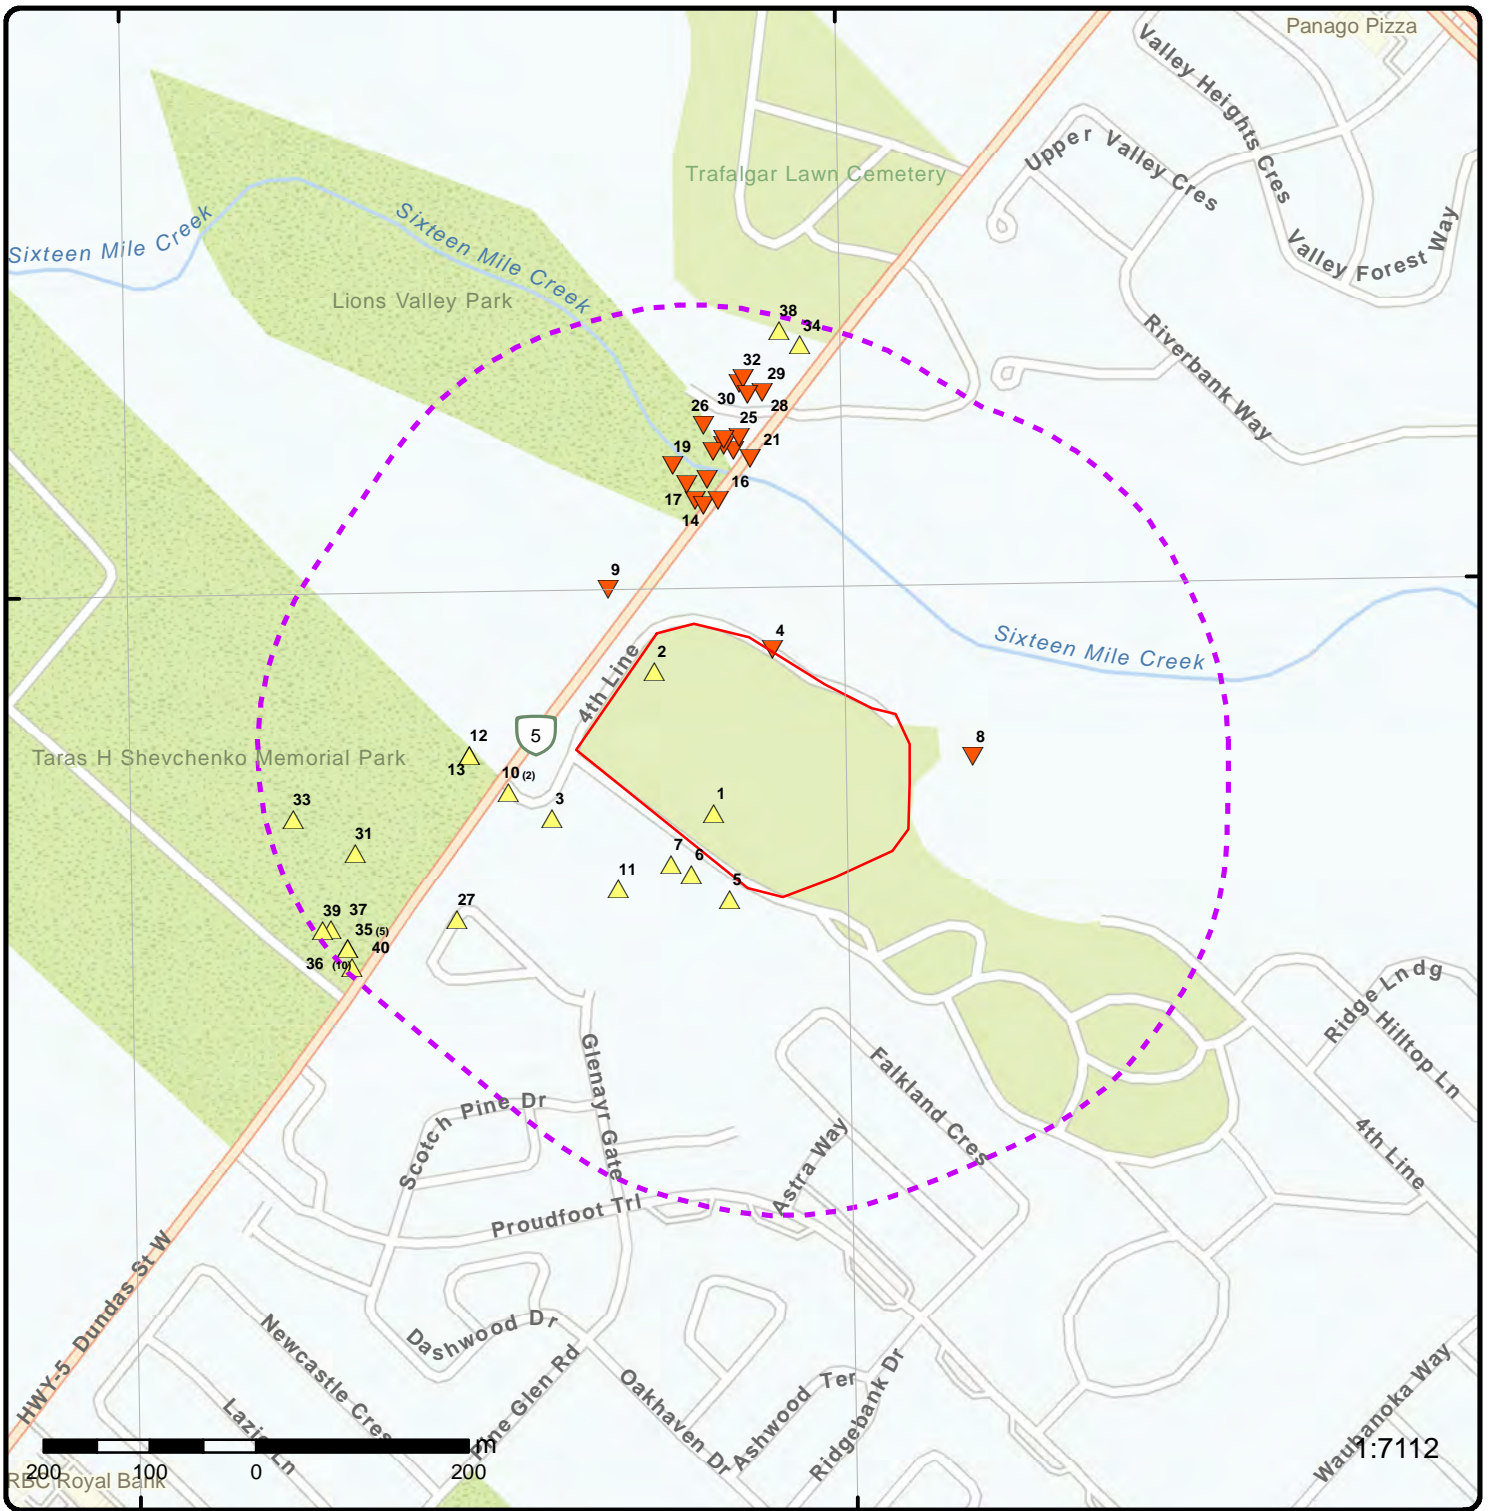 Panago Pizza
Valley Heights Cres
Upper Valley Cres
Trafalgar Lawn Cemetery
Sixteen Mile Creek
Sixteen Mile Creek
Valley Forest Way
Lions Valley Park
38
34
Riverbank Way
32
29
30
28
26
25
21
19
16
17
14
9
4
Sixteen Mile Creek
2
4th Line
5
12
13
Taras H Shevchenko Memorial Park
8
10 (2)
33
3
1
31
7
6
11
5
39
37
27
35 (5)
40
36 (10)
Ridge Lndg
Hilltop Ln
Glenayr Gate
Falkland Cres
Scotch Pine Dr
Astra Way
4th Line
Proudfoot Trl
HWY-5 Dundas St W
Newcastle Cres
Dashwood Dr
Pine Glen Rd
Oakhaven Dr
Ashwood Ter
Ridgebank Dr
Waubanoka Way
Lazio Ln
m
1:7112
200 100 0 200
RBC Royal Bank